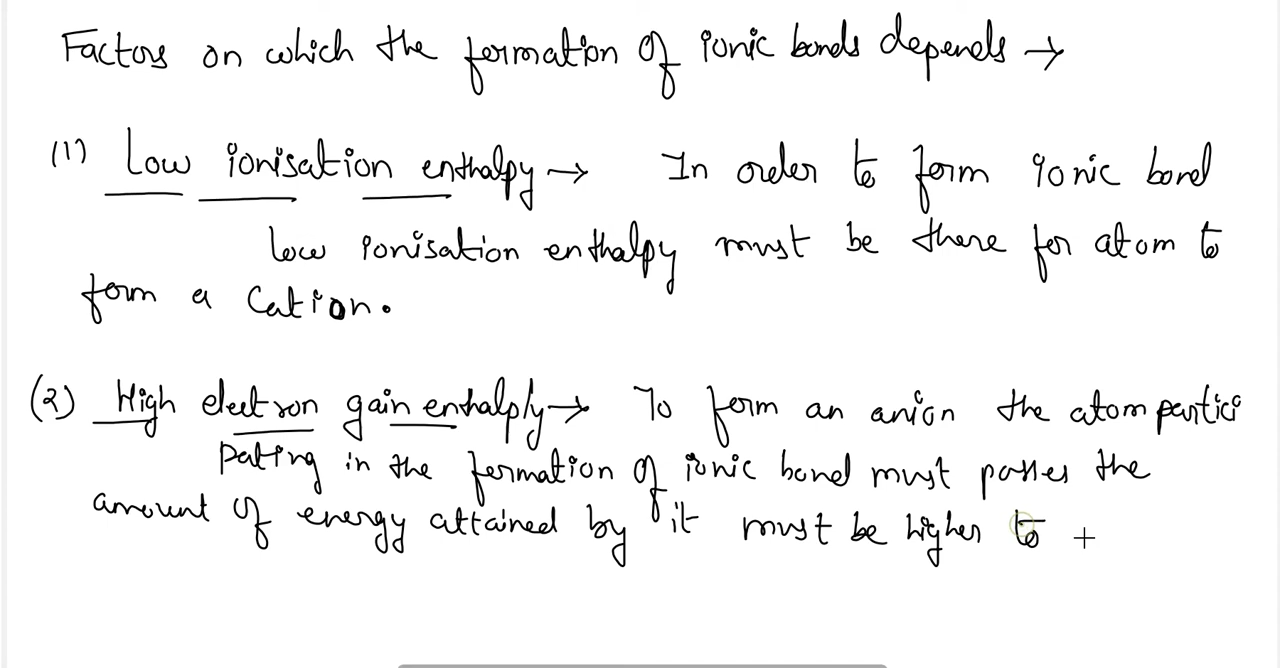 Factors on which the formation of ionic bonds depends →
(1) Low ionisation enthalpy → In order to form ionic bond
low ionisation enthalpy must be there for atom to
form a Cation.
(2) High electron gain enthalply → To form an anion the atom partici
pating in the formation of ionic bond must posses the
amount of energy attained by it must be higher to